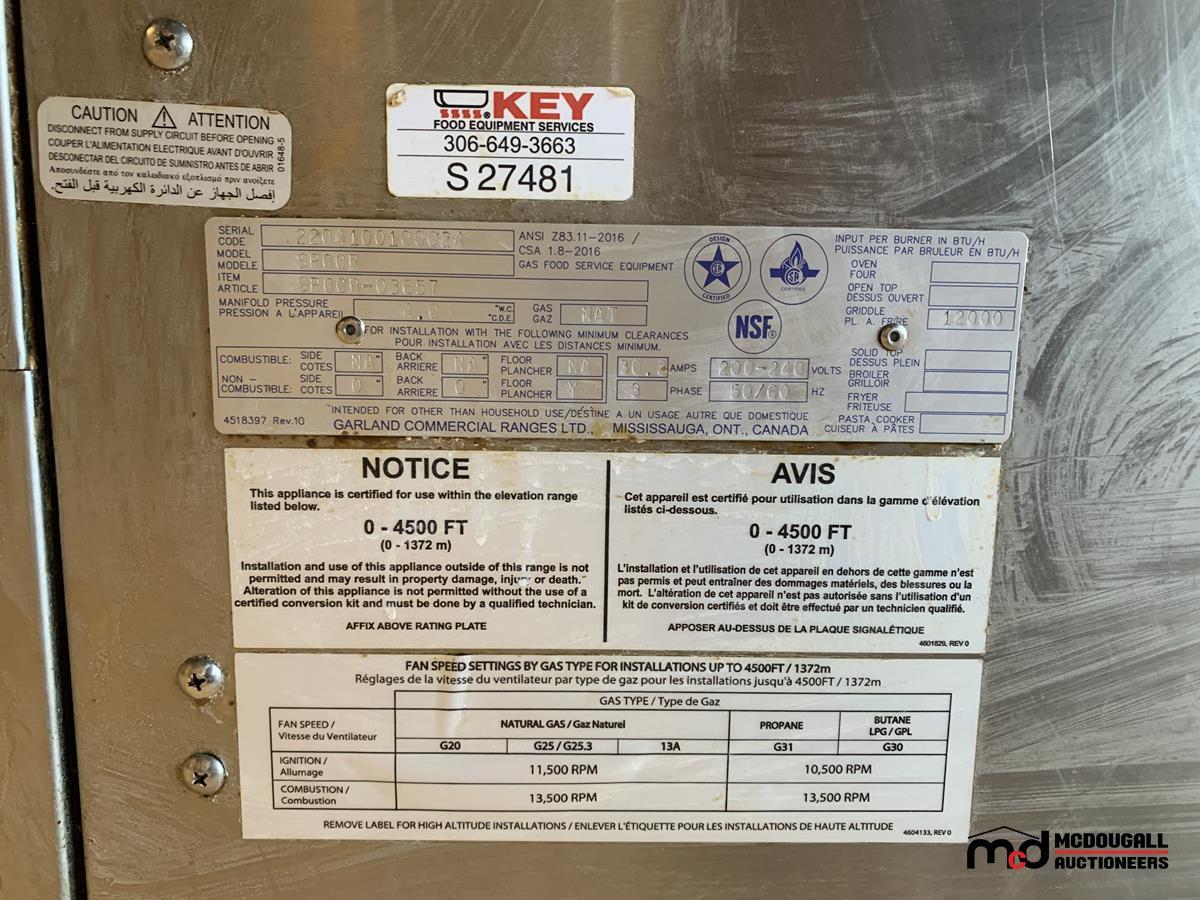 CAUTION ⚠ ATTENTION
DISCONNECT FROM SUPPLY CIRCUIT BEFORE OPENING
COUPER L'ALIMENTATION ELECTRIQUE AVANT D'OUVRIR
DESCONECTAR DEL CIRCUITO DE SUMINISTRO ANTES DE ABRIR
Αποσυνδέστε από τον καλωδιακό εξοπλισμό πριν ανοίξετε
إفصل الجهاز عن الدائرة الكهربية قبل الفتح.
01648-5
KEY
FOOD EQUIPMENT SERVICES
306-649-3663
S 27481
SERIAL CODE
MODEL MODELE
ITEM ARTICLE SPGCR-03657
ANSI Z83.11-2016 /
CSA 1.8-2016
GAS FOOD SERVICE EQUIPMENT
DESIGN CERTIFIED
CERTIFIED
NSF
MANIFOLD PRESSURE
PRESSION A L'APPAREIL
"W.C.
"C.D.E.
GAS
GAZ
NAT
FOR INSTALLATION WITH THE FOLLOWING MINIMUM CLEARANCES
POUR INSTALLATION AVEC LES DISTANCES MINIMUM.
COMBUSTIBLE: SIDE COTES NA" BACK ARRIERE NA" FLOOR PLANCHER NA AMPS 200-240 VOLTS
NON-COMBUSTIBLE: SIDE COTES 0 " BACK ARRIERE 0 " FLOOR PLANCHER Y 3 PHASE 50/60 HZ
INTENDED FOR OTHER THAN HOUSEHOLD USE/DESTINE A UN USAGE AUTRE QUE DOMESTIQUE
4518397 Rev.10
GARLAND COMMERCIAL RANGES LTD., MISSISSAUGA, ONT., CANADA
INPUT PER BURNER IN BTU/H
PUISSANCE PAR BRULEUR EN BTU/H
OVEN
FOUR
OPEN TOP
DESSUS OUVERT
GRIDDLE
PL. A. FRIRE 12000
SOLID TOP
DESSUS PLEIN
BROILER
GRILLOIR
FRYER
FRITEUSE
PASTA COOKER
CUISEUR À PÂTES
NOTICE
This appliance is certified for use within the elevation range
listed below.
0 - 4500 FT
(0 - 1372 m)
Installation and use of this appliance outside of this range is not
permitted and may result in property damage, injury or death.
Alteration of this appliance is not permitted without the use of a
certified conversion kit and must be done by a qualified technician.
AFFIX ABOVE RATING PLATE
AVIS
Cet appareil est certifié pour utilisation dans la gamme d'élévation
listés ci-dessous.
0 - 4500 FT
(0 - 1372 m)
L'installation et l'utilisation de cet appareil en dehors de cette gamme n'est
pas permis et peut entraîner des dommages matériels, des blessures ou la
mort. L'altération de cet appareil n'est pas autorisée sans l'utilisation d'un
kit de conversion certifiés et doit être effectué par un technicien qualifié.
APPOSER AU-DESSUS DE LA PLAQUE SIGNALÉTIQUE
4601829, REV 0
FAN SPEED SETTINGS BY GAS TYPE FOR INSTALLATIONS UP TO 4500FT / 1372m
Réglages de la vitesse du ventilateur par type de gaz pour les installations jusqu'à 4500FT / 1372m
GAS TYPE / Type de Gaz
FAN SPEED /
Vitesse du Ventilateur
NATURAL GAS / Gaz Naturel
PROPANE
BUTANE
LPG / GPL
G20 G25 / G25.3 13A G31 G30
IGNITION /
Allumage
11,500 RPM 10,500 RPM
COMBUSTION /
Combustion
13,500 RPM 13,500 RPM
REMOVE LABEL FOR HIGH ALTITUDE INSTALLATIONS / ENLEVER L'ÉTIQUETTE POUR LES INSTALLATIONS DE HAUTE ALTITUDE
4604133, REV 0
mcd MCDOUGALL
AUCTIONEERS